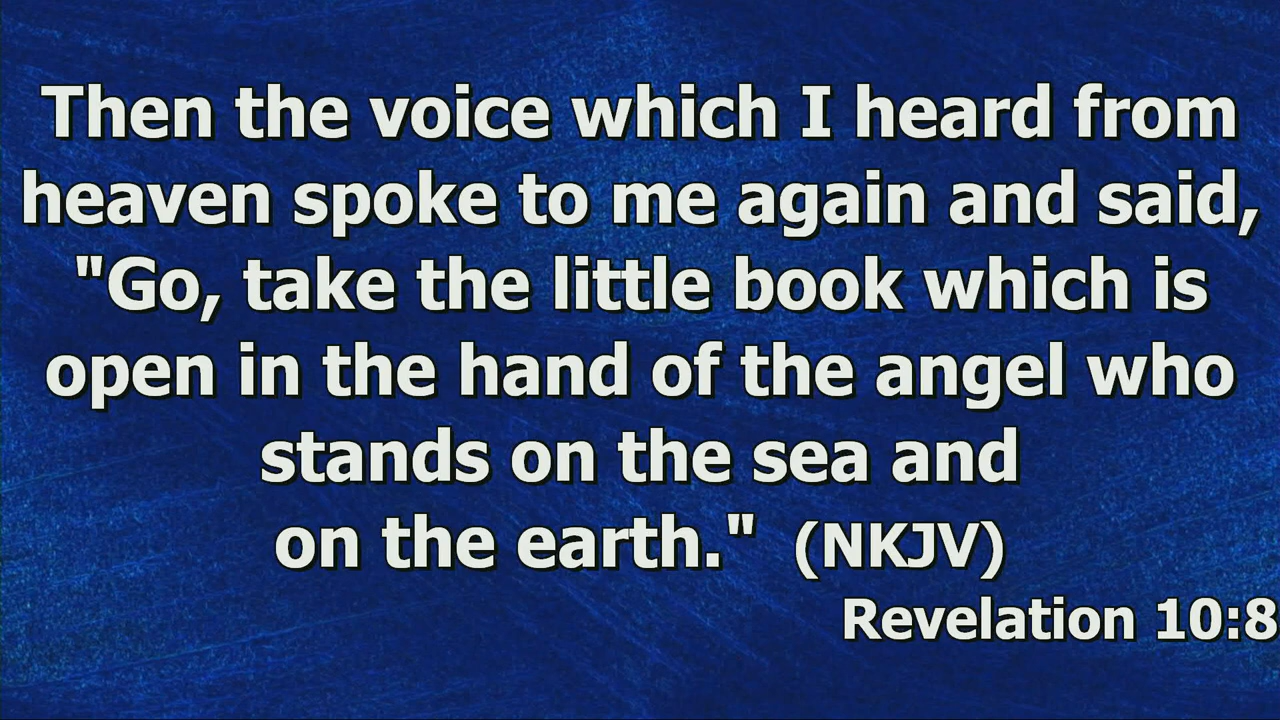 Then the voice which I heard from
heaven spoke to me again and said,
"Go, take the little book which is
open in the hand of the angel who
stands on the sea and
on the earth." (NKJV)
Revelation 10:8